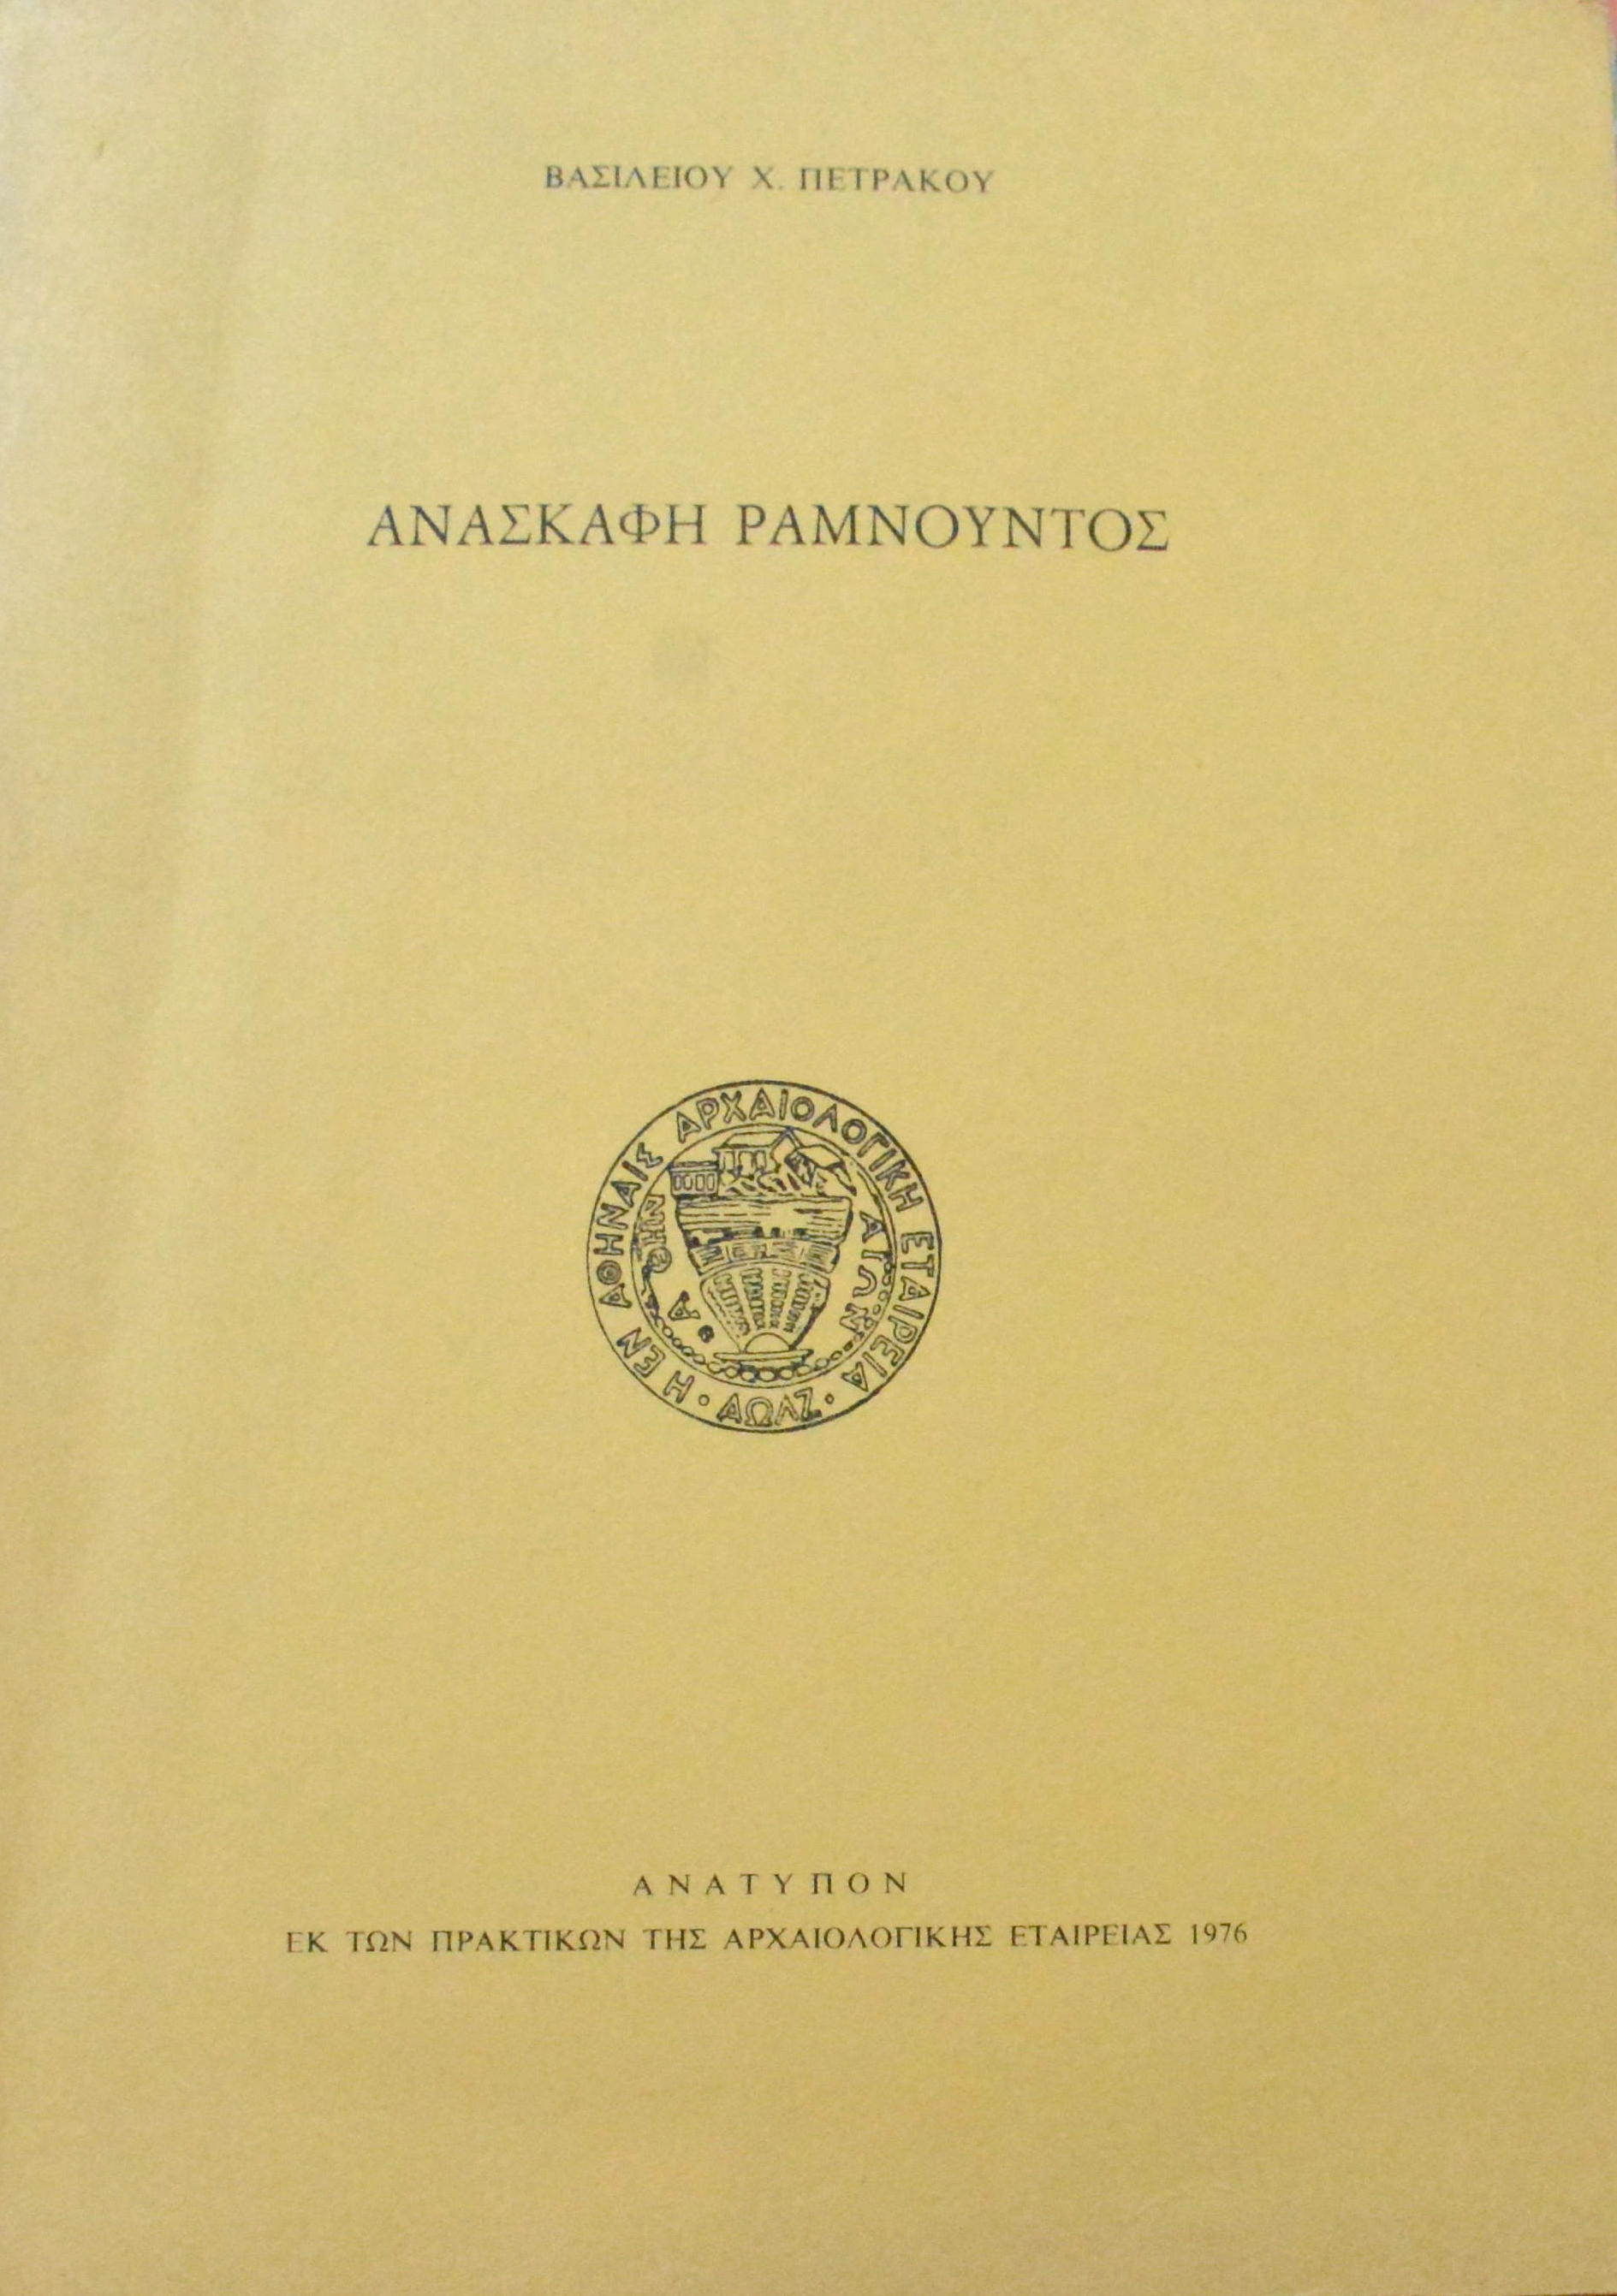 ΒΑΣΙΛΕΙΟΥ Χ. ΠΕΤΡΑΚΟΥ
ΑΝΑΣΚΑΦΗ ΡΑΜΝΟΥΝΤΟΣ
Η ΕΝ ΑΘΗΝΑΙΣ ΑΡΧΑΙΟΛΟΓΙΚΗ ΕΤΑΙΡΕΙΑ
ΑΩΛΖ
ΑΝΑΤΥΠΟΝ
ΕΚ ΤΩΝ ΠΡΑΚΤΙΚΩΝ ΤΗΣ ΑΡΧΑΙΟΛΟΓΙΚΗΣ ΕΤΑΙΡΕΙΑΣ 1976